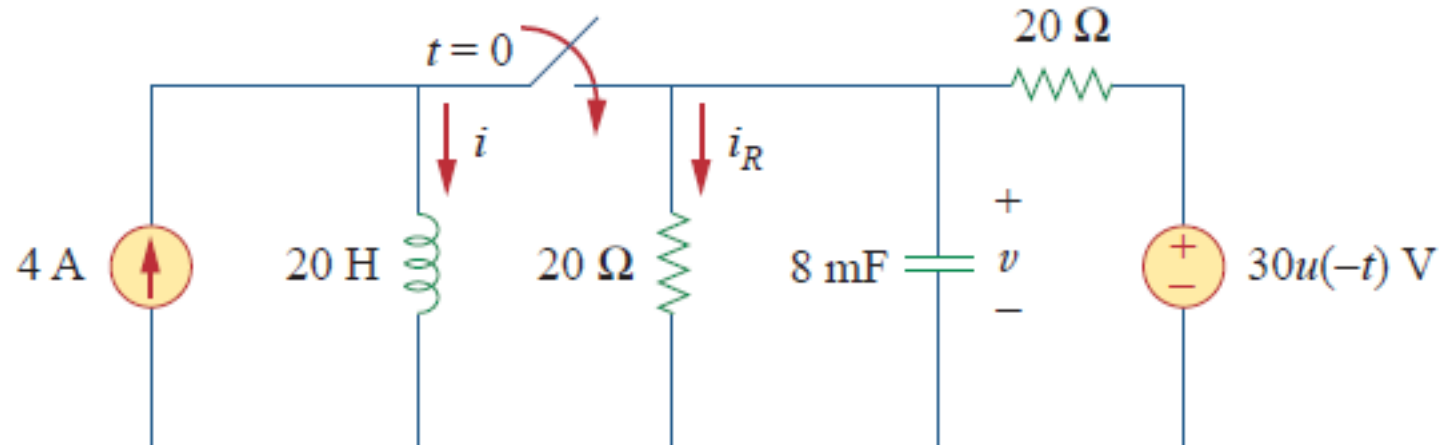 20 Ω
t = 0
i
i_R
4 A
20 H
20 Ω
8 mF
+
v
−
+
−
30u(−t) V